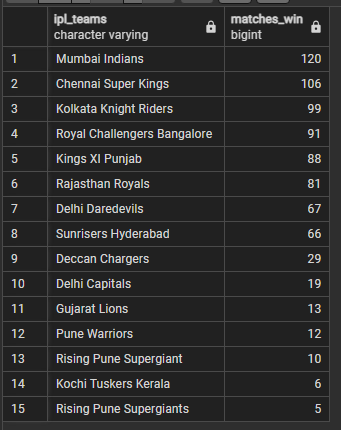 ipl_teams matches_win
character varying bigint
1 Mumbai Indians 120
2 Chennai Super Kings 106
3 Kolkata Knight Riders 99
4 Royal Challengers Bangalore 91
5 Kings XI Punjab 88
6 Rajasthan Royals 81
7 Delhi Daredevils 67
8 Sunrisers Hyderabad 66
9 Deccan Chargers 29
10 Delhi Capitals 19
11 Gujarat Lions 13
12 Pune Warriors 12
13 Rising Pune Supergiant 10
14 Kochi Tuskers Kerala 6
15 Rising Pune Supergiants 5